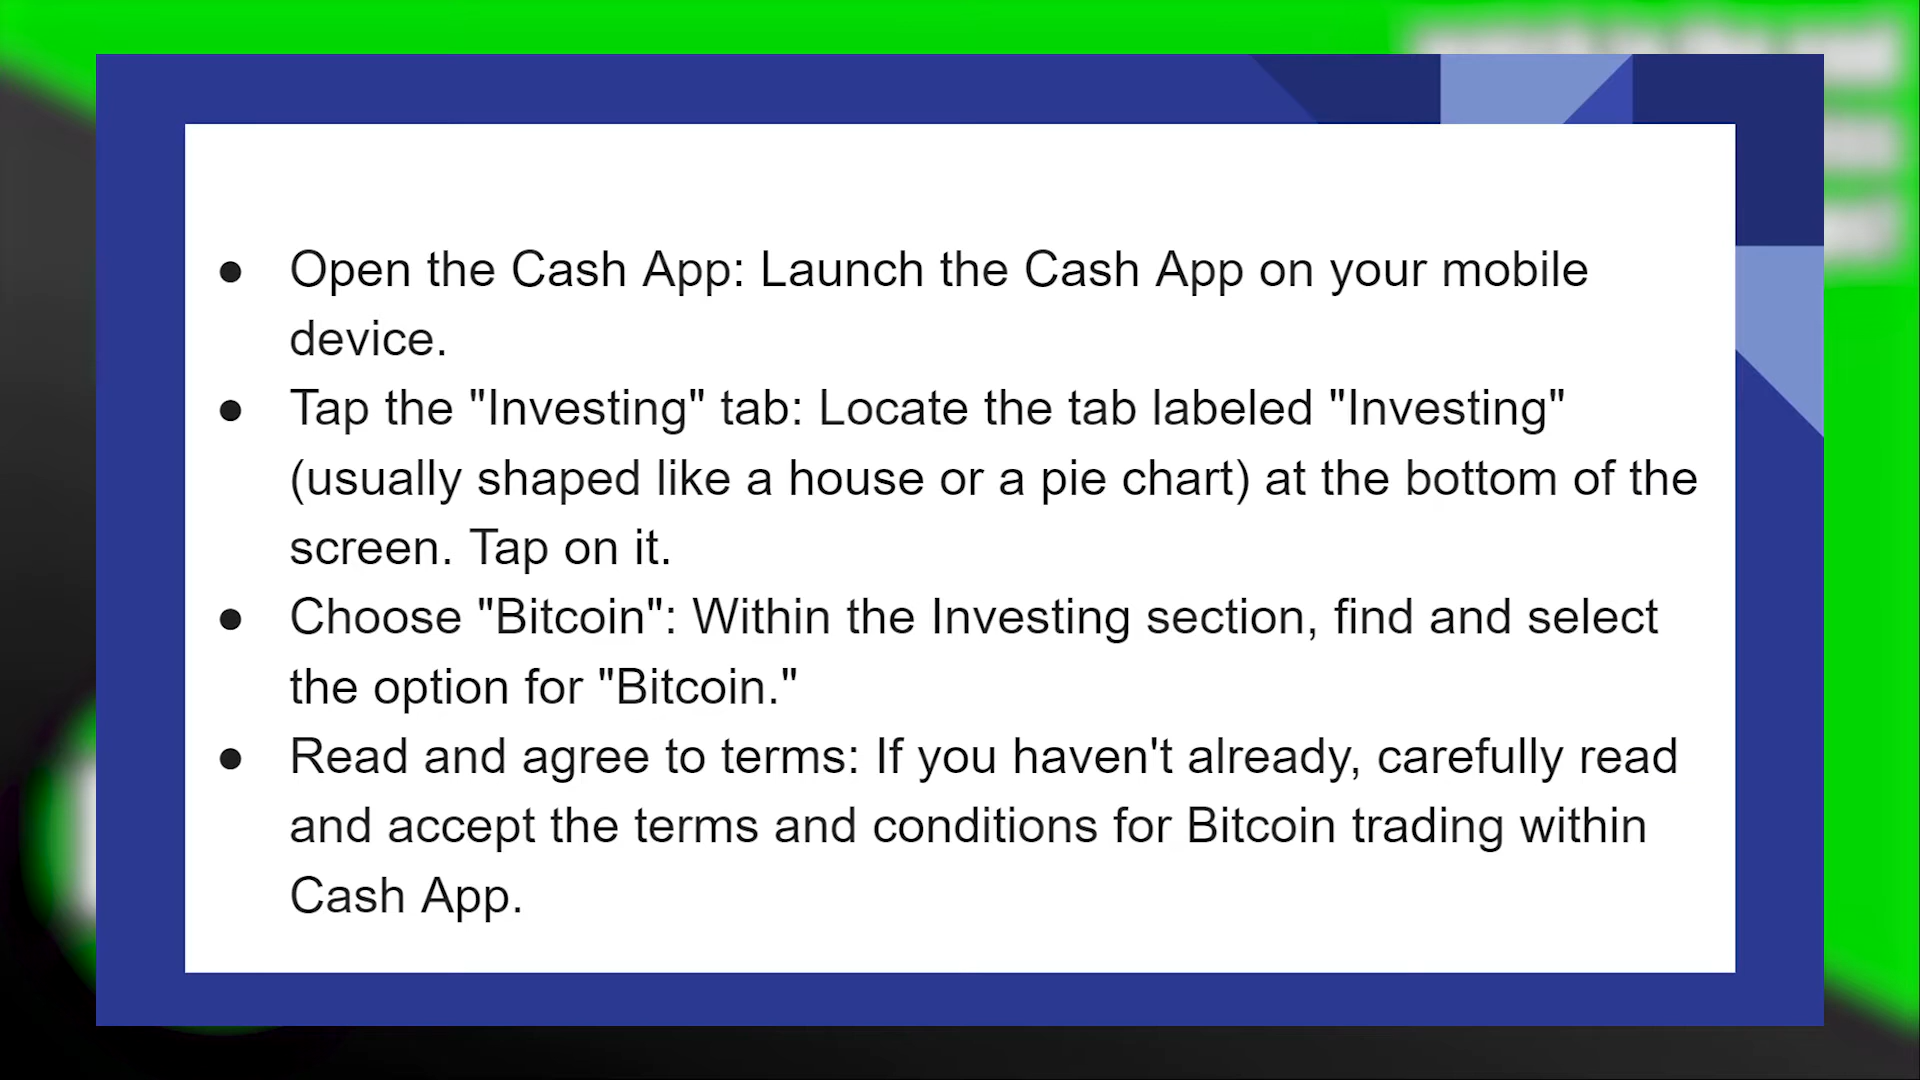 ● Open the Cash App: Launch the Cash App on your mobile
device.
● Tap the "Investing" tab: Locate the tab labeled "Investing"
(usually shaped like a house or a pie chart) at the bottom of the
screen. Tap on it.
● Choose "Bitcoin": Within the Investing section, find and select
the option for "Bitcoin."
● Read and agree to terms: If you haven't already, carefully read
and accept the terms and conditions for Bitcoin trading within
Cash App.